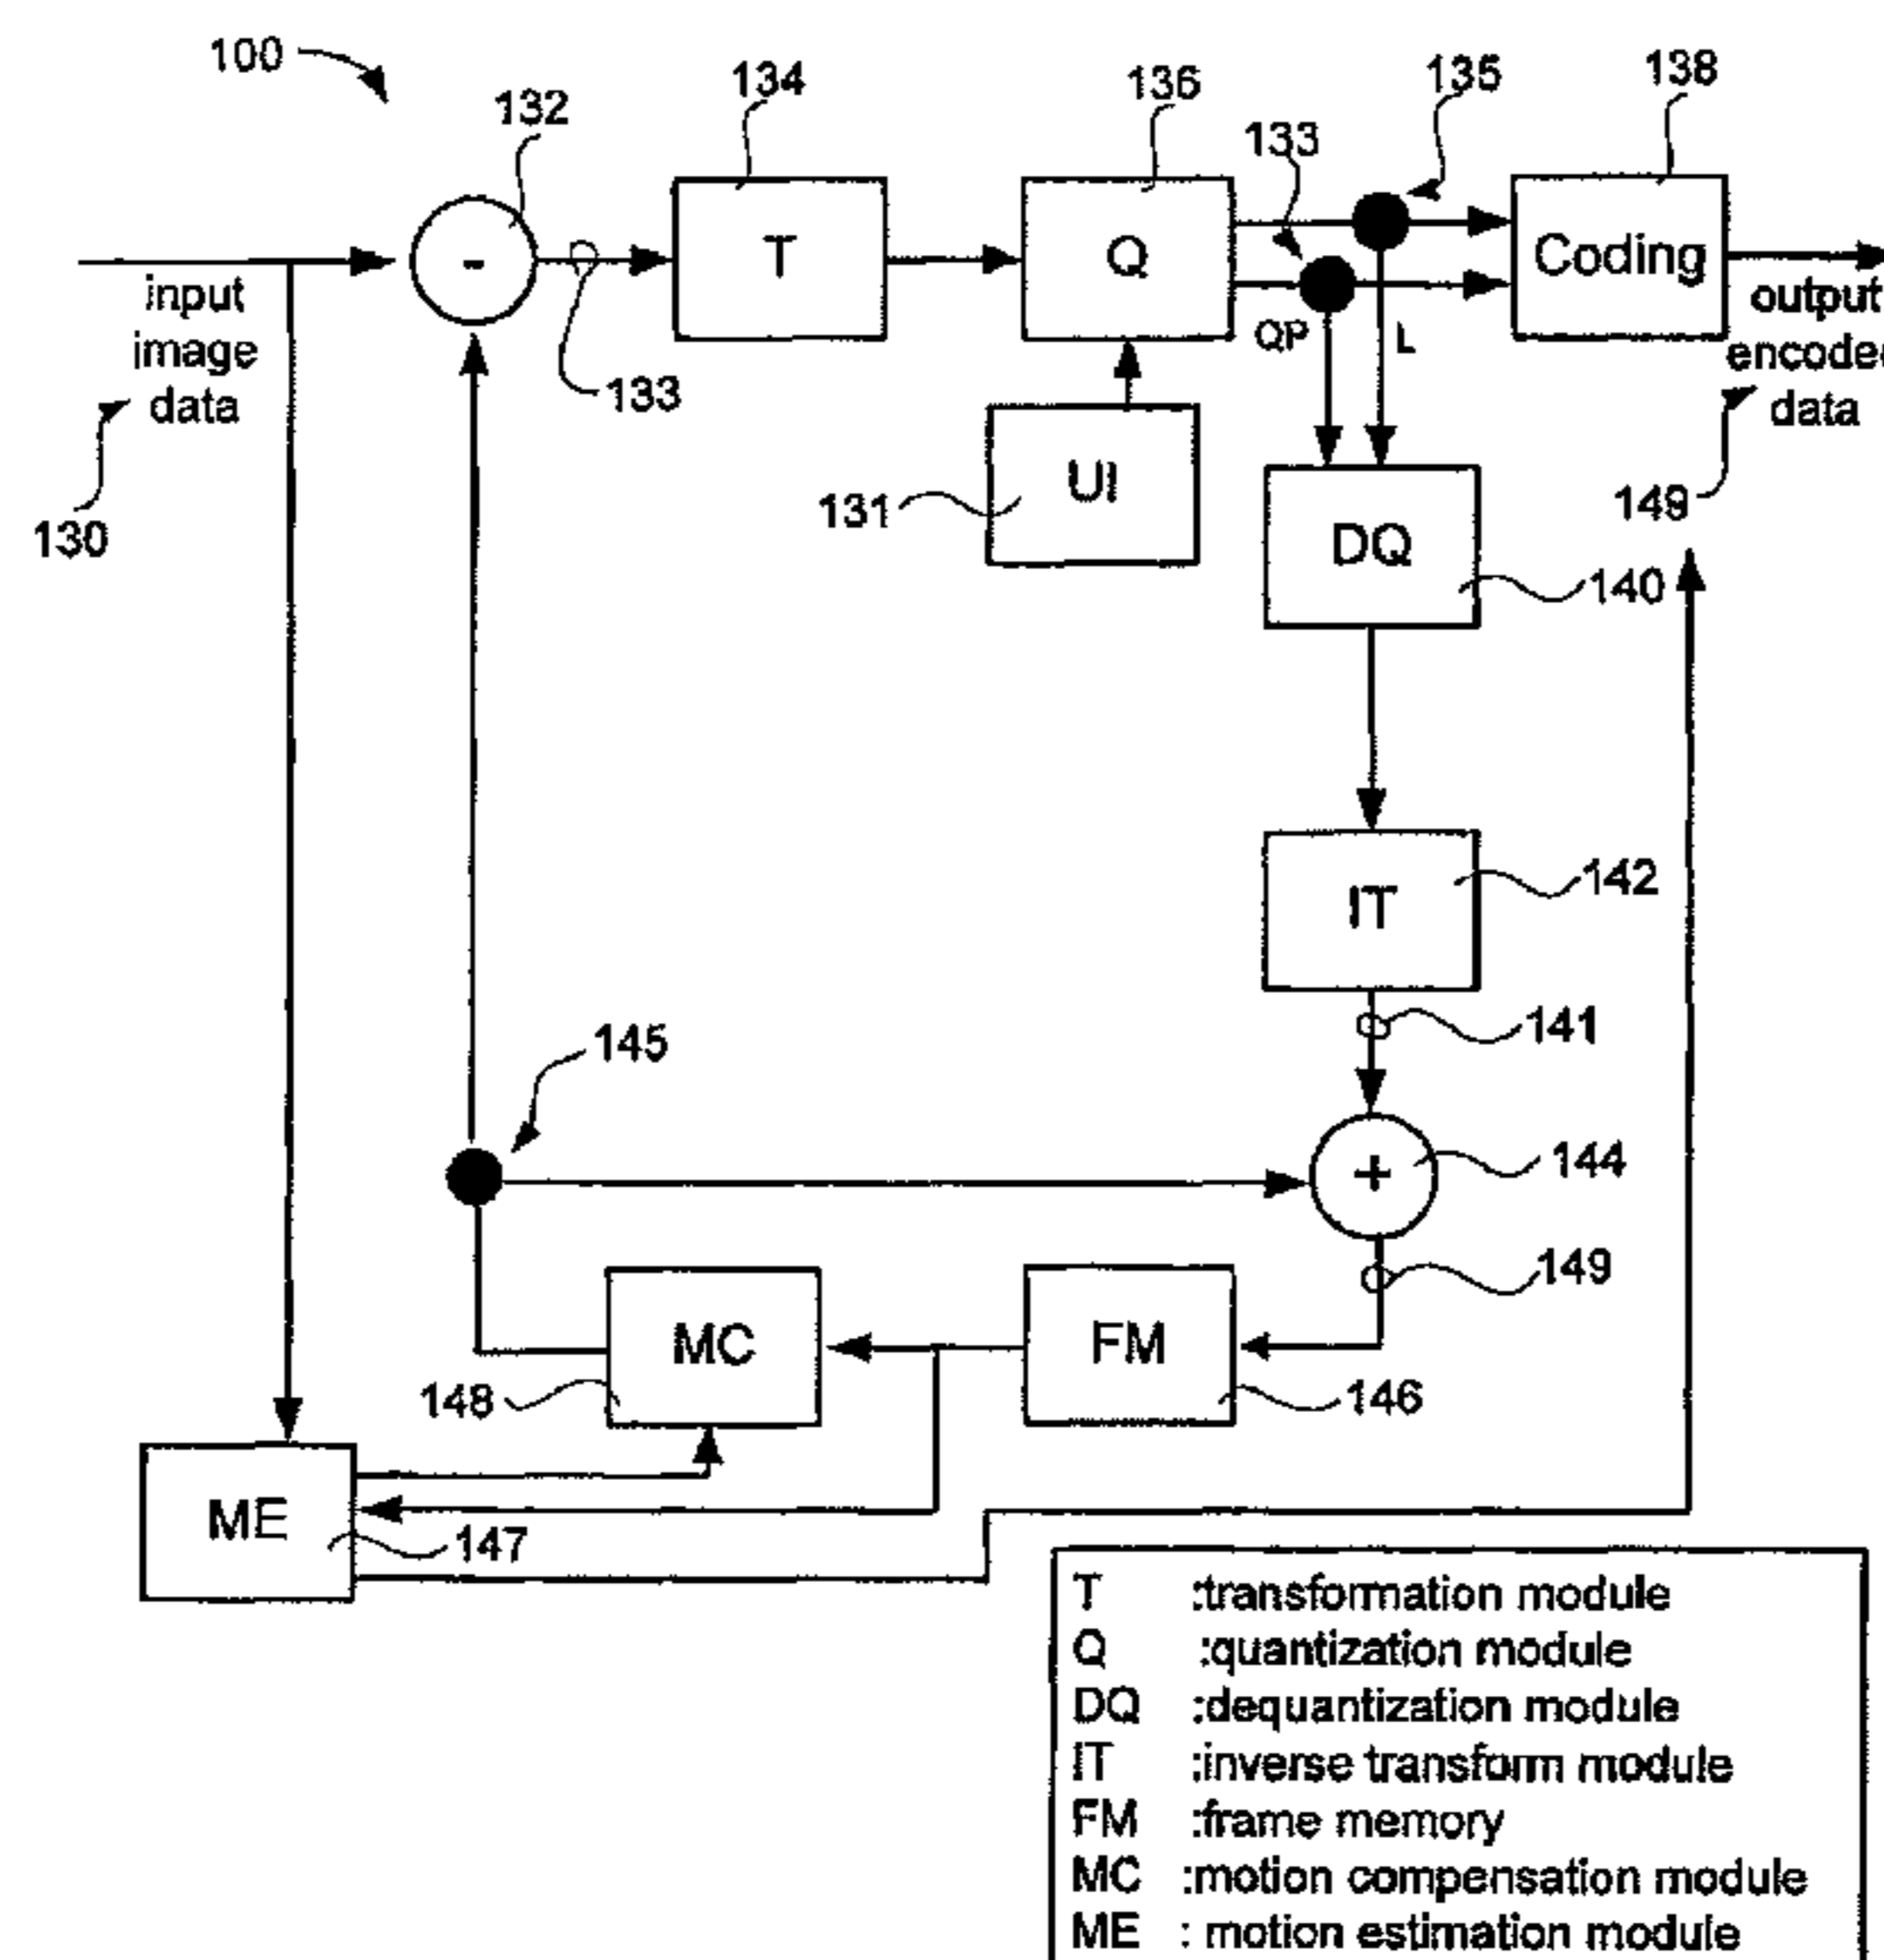 100
132
134
136
133
135
138
-
T
Q
Coding
input
image
data
130
133
QP
L
output
encoded
data
149
131
UI
DQ
140
IT
142
141
145
+
144
149
MC
148
FM
146
ME
147
T :transformation module
Q :quantization module
DQ :dequantization module
IT :inverse transform module
FM :frame memory
MC :motion compensation module
ME : motion estimation module